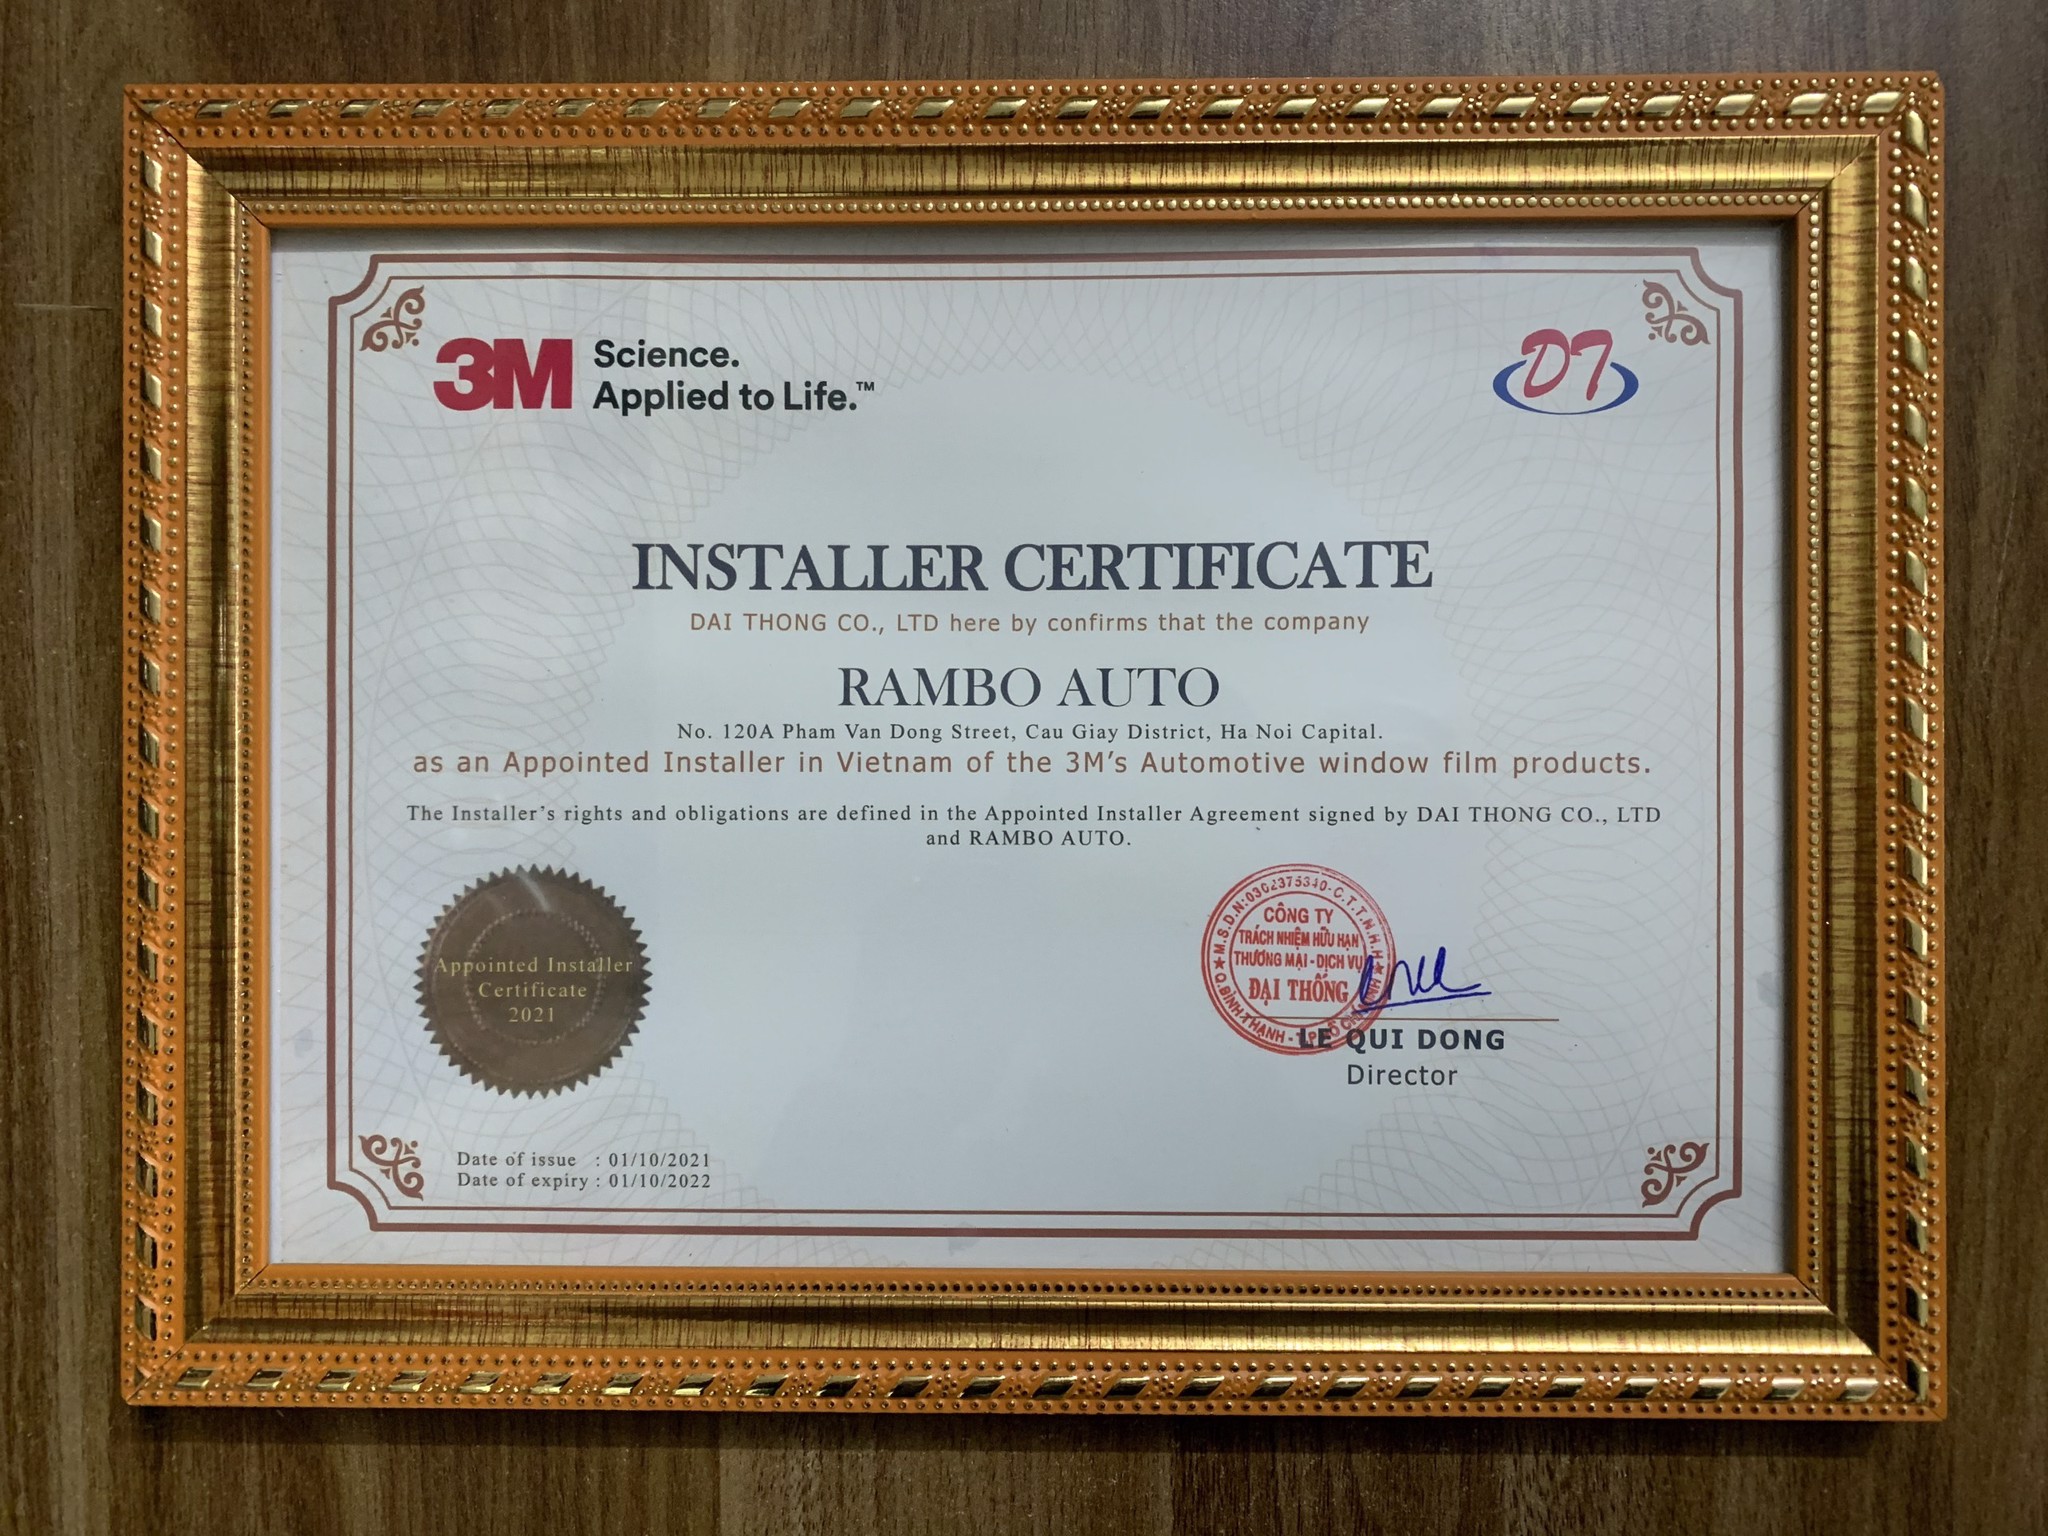 3M Science.
Applied to Life.™
DT
INSTALLER CERTIFICATE
DAI THONG CO., LTD here by confirms that the company
RAMBO AUTO
No. 120A Pham Van Dong Street, Cau Giay District, Ha Noi Capital.
as an Appointed Installer in Vietnam of the 3M's Automotive window film products.
The Installer's rights and obligations are defined in the Appointed Installer Agreement signed by DAI THONG CO., LTD
and RAMBO AUTO.
Appointed Installer
Certificate
2021
M.S.D.N:0302375340-C.T.T.N.H.H
CÔNG TY
TRÁCH NHIỆM HỮU HẠN
THƯƠNG MẠI - DỊCH VỤ
ĐẠI THỐNG
Q.BÌNH THẠNH - TP
LE QUI DONG
Director
Date of issue : 01/10/2021
Date of expiry : 01/10/2022